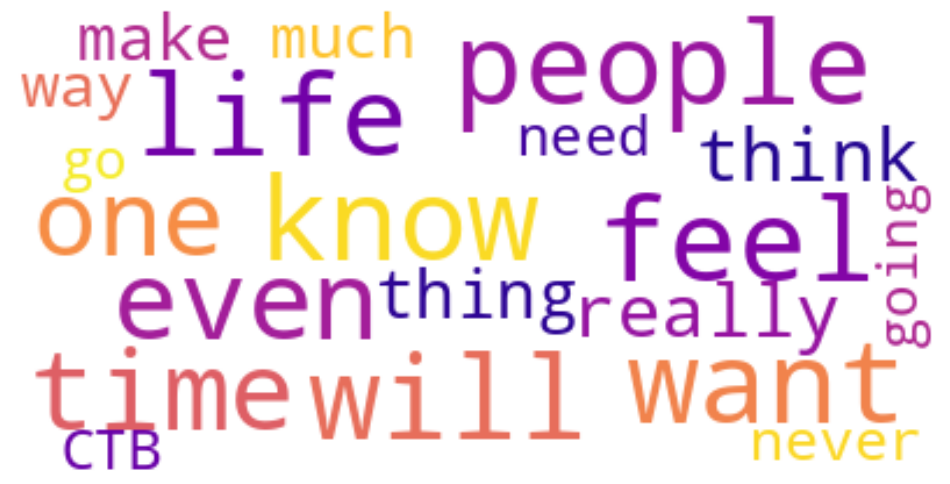 make much people
way life need think
go one know feel going
even thing really
time will want
CTB never